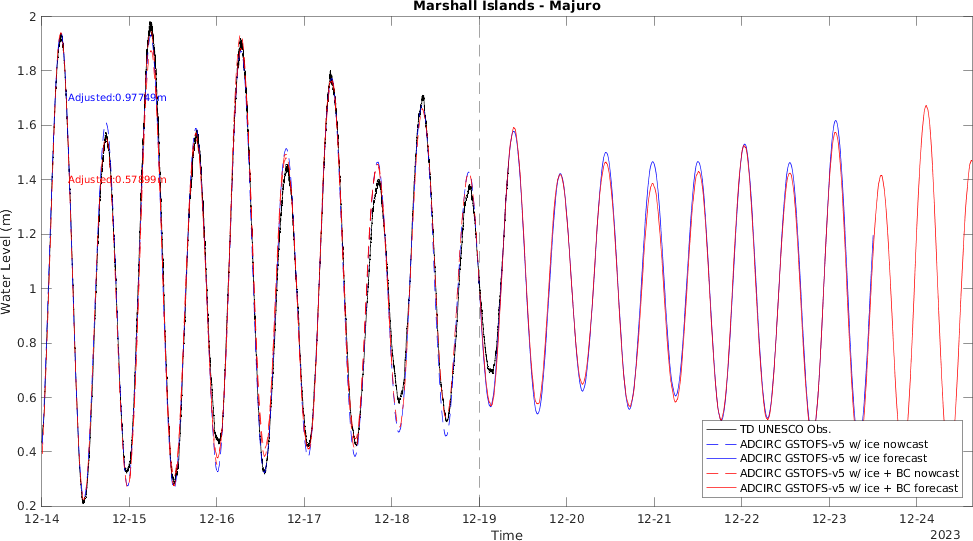 Marshall Islands - Majuro
Water Level (m)
2
1.8
1.6
1.4
1.2
1
0.8
0.6
0.4
0.2
Adjusted:0.97749m
Adjusted:0.57899m
TD UNESCO Obs.
ADCIRC GSTOFS-v5 w/ ice nowcast
ADCIRC GSTOFS-v5 w/ ice forecast
ADCIRC GSTOFS-v5 w/ ice + BC nowcast
ADCIRC GSTOFS-v5 w/ ice + BC forecast
12-14 12-15 12-16 12-17 12-18 12-19 12-20 12-21 12-22 12-23 12-24
Time
2023